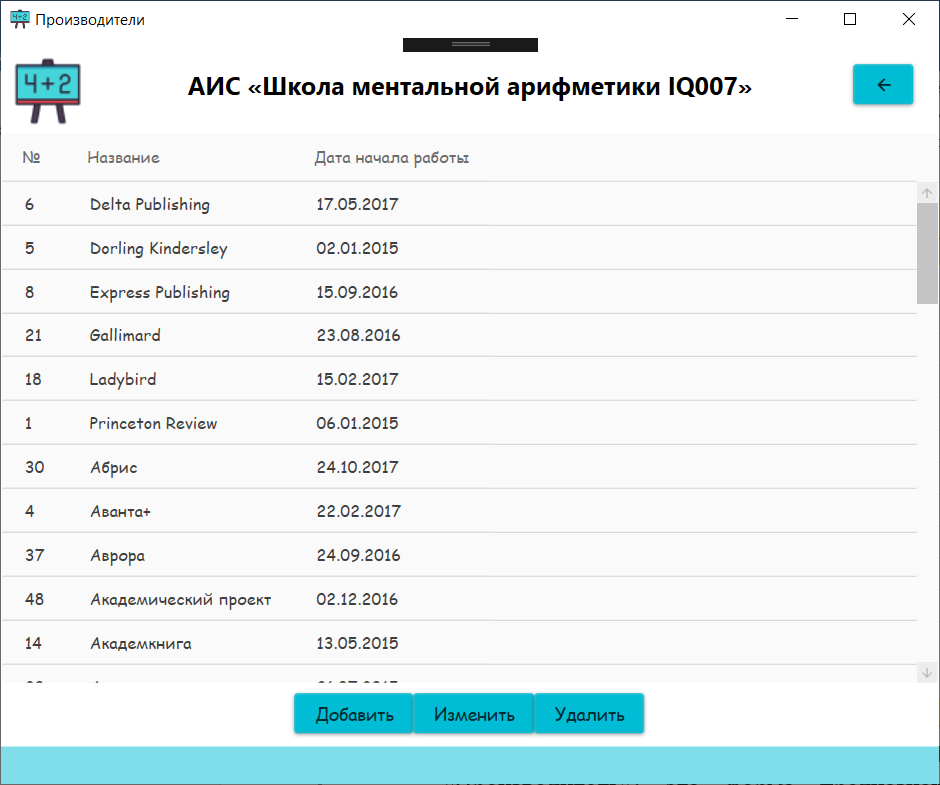 Производители
4+2
АИС «Школа ментальной арифметики IQ007»
№ Название Дата начала работы
6 Delta Publishing 17.05.2017
5 Dorling Kindersley 02.01.2015
8 Express Publishing 15.09.2016
21 Gallimard 23.08.2016
18 Ladybird 15.02.2017
1 Princeton Review 06.01.2015
30 Абрис 24.10.2017
4 Аванта+ 22.02.2017
37 Аврора 24.09.2016
48 Академический проект 02.12.2016
14 Академкнига 13.05.2015
Добавить Изменить Удалить